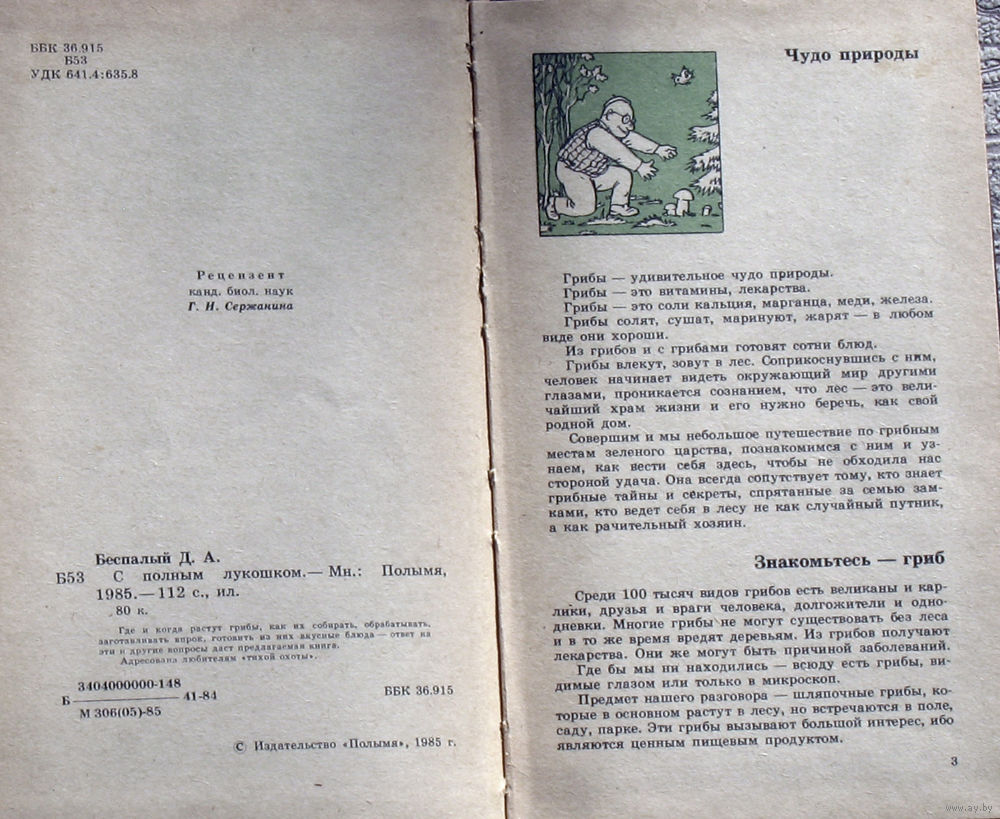 ББК 36.915
Б53
УДК 641.4:635.8
Рецензент
канд. биол. наук
Г. И. Сержанина
Беспалый Д. А.
Б53 С полным лукошком.— Мн.: Полымя,
1985.— 112 с., ил.
80 к.
Где и когда растут грибы, как их собирать, обрабатывать,
заготавливать впрок, готовить из них вкусные блюда — ответ на
эти и другие вопросы даст предлагаемая книга.
Адресована любителям «тихой охоты».
3404000000-148
Б 41-84
М 306(05)-85
ББК 36.915
© Издательство «Полымя», 1985 г.
Чудо природы
Грибы — удивительное чудо природы.
Грибы — это витамины, лекарства.
Грибы — это соли кальция, марганца, меди, железа.
Грибы солят, сушат, маринуют, жарят — в любом
виде они хороши.
Из грибов и с грибами готовят сотни блюд.
Грибы влекут, зовут в лес. Соприкоснувшись с ним,
человек начинает видеть окружающий мир другими
глазами, проникается сознанием, что лес — это вели-
чайший храм жизни и его нужно беречь, как свой
родной дом.
Совершим и мы небольшое путешествие по грибным
местам зеленого царства, познакомимся с ним и уз-
наем, как вести себя здесь, чтобы не обходила нас
стороной удача. Она всегда сопутствует тому, кто знает
грибные тайны и секреты, спрятанные за семью зам-
ками, кто ведет себя в лесу не как случайный путник,
а как рачительный хозяин.
Знакомьтесь — гриб
Среди 100 тысяч видов грибов есть великаны и кар-
лики, друзья и враги человека, долгожители и одно-
дневки. Многие грибы не могут существовать без леса
и в то же время вредят деревьям. Из грибов получают
лекарства. Они же могут быть причиной заболеваний.
Где бы мы ни находились — всюду есть грибы, ви-
димые глазом или только в микроскоп.
Предмет нашего разговора — шляпочные грибы, ко-
торые в основном растут в лесу, но встречаются в поле,
саду, парке. Эти грибы вызывают большой интерес, ибо
являются ценным пищевым продуктом.
3
www.ay.by